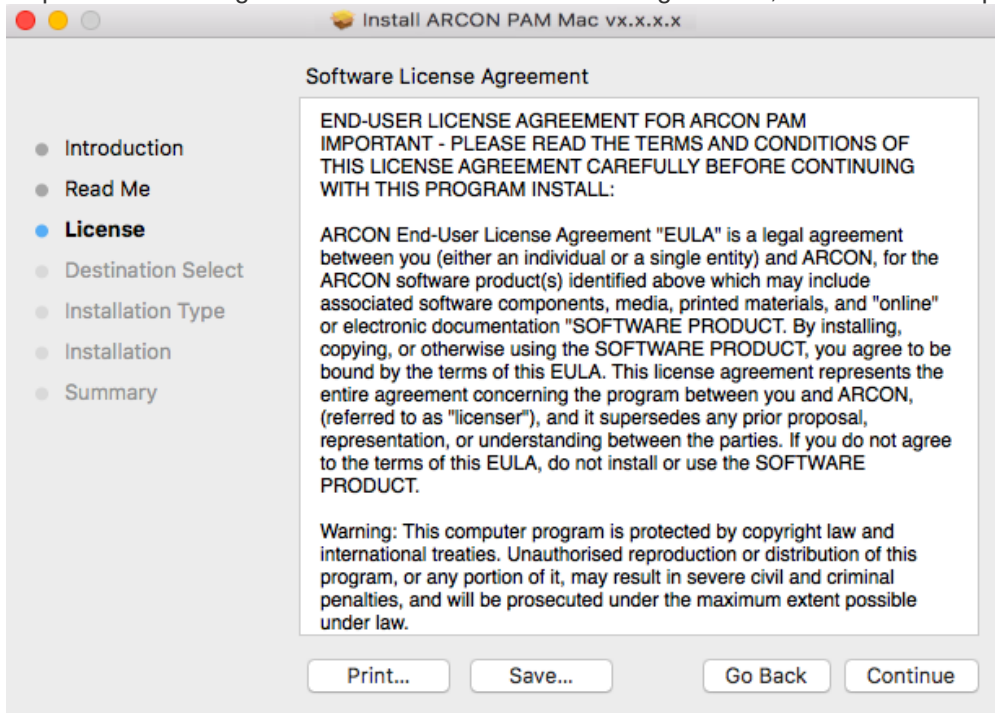 Install ARCON PAM Mac vx.x.x.x
Software License Agreement
Introduction
Read Me
License
Destination Select
Installation Type
Installation
Summary
END-USER LICENSE AGREEMENT FOR ARCON PAM
IMPORTANT - PLEASE READ THE TERMS AND CONDITIONS OF
THIS LICENSE AGREEMENT CAREFULLY BEFORE CONTINUING
WITH THIS PROGRAM INSTALL:
ARCON End-User License Agreement "EULA" is a legal agreement
between you (either an individual or a single entity) and ARCON, for the
ARCON software product(s) identified above which may include
associated software components, media, printed materials, and "online"
or electronic documentation "SOFTWARE PRODUCT. By installing,
copying, or otherwise using the SOFTWARE PRODUCT, you agree to be
bound by the terms of this EULA. This license agreement represents the
entire agreement concerning the program between you and ARCON,
(referred to as "licenser"), and it supersedes any prior proposal,
representation, or understanding between the parties. If you do not agree
to the terms of this EULA, do not install or use the SOFTWARE
PRODUCT.
Warning: This computer program is protected by copyright law and
international treaties. Unauthorised reproduction or distribution of this
program, or any portion of it, may result in severe civil and criminal
penalties, and will be prosecuted under the maximum extent possible
under law.
Print...
Save...
Go Back
Continue